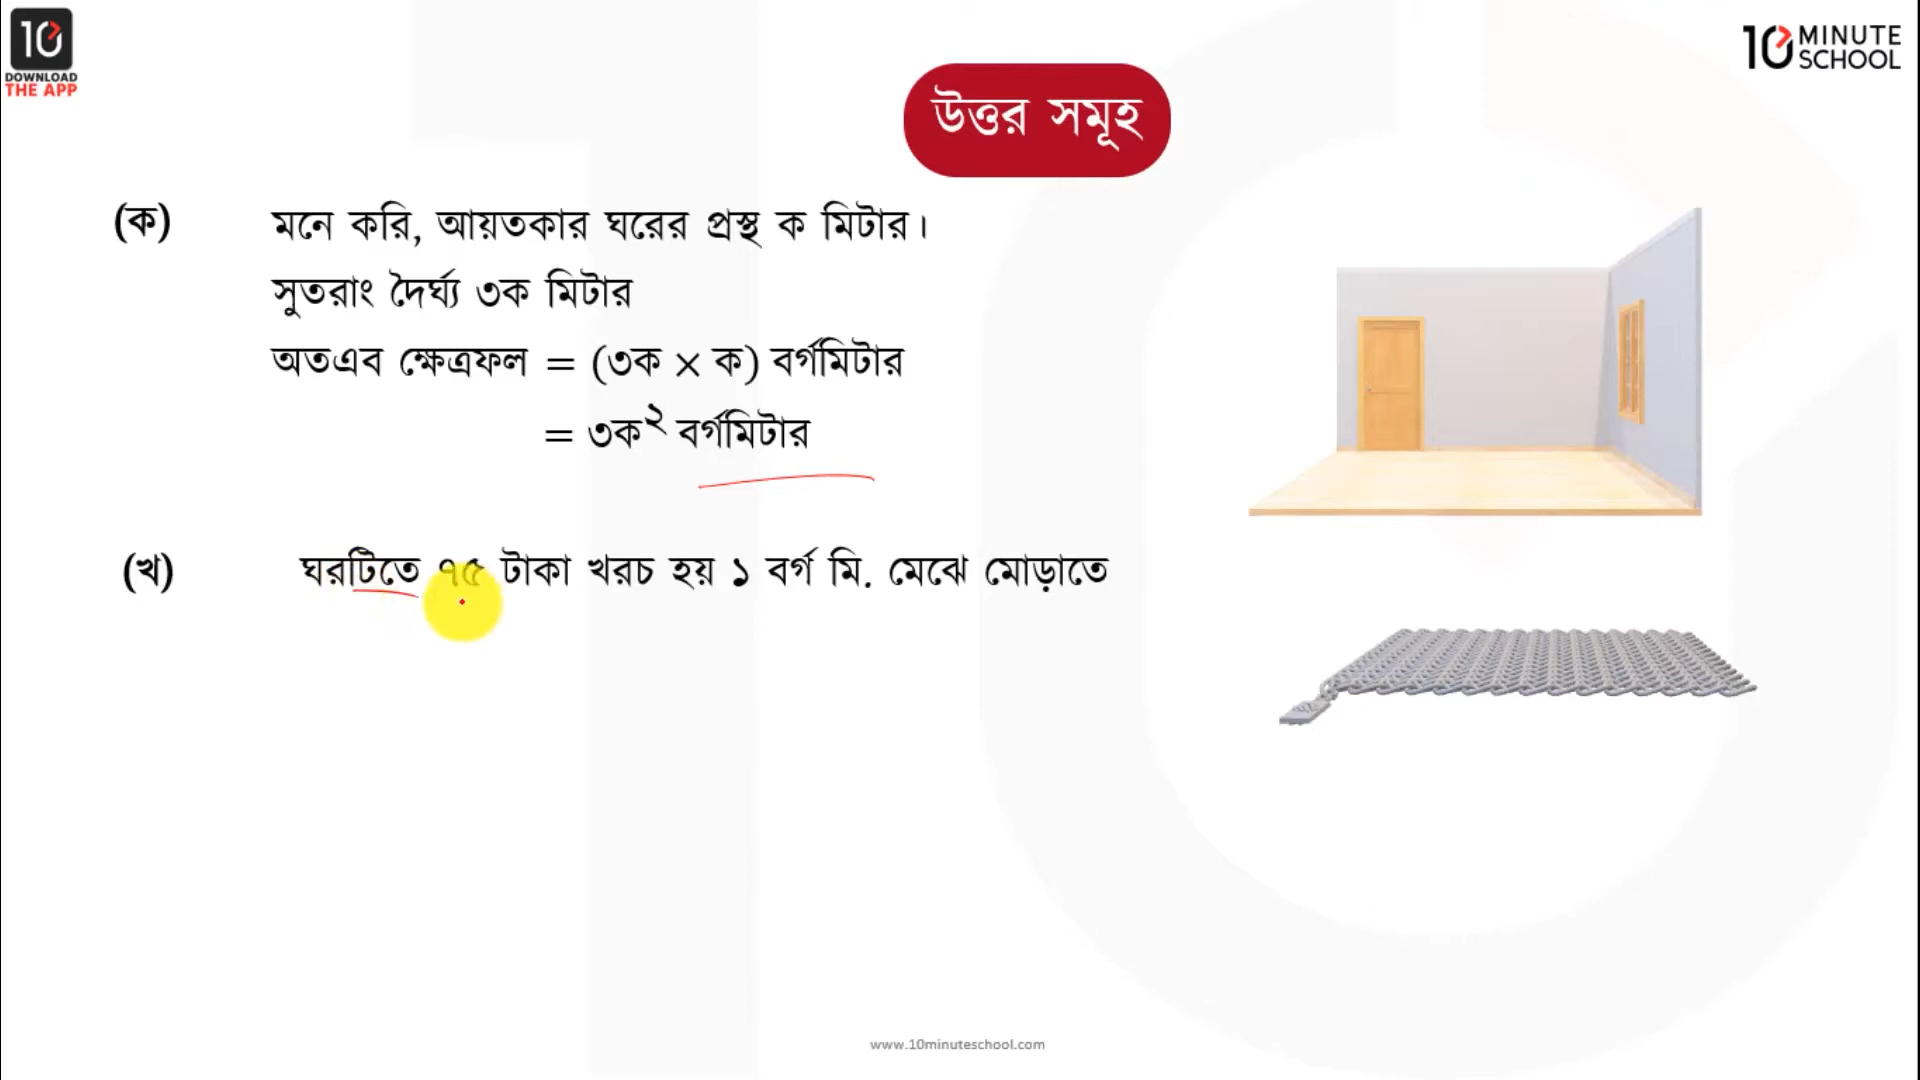 10
DOWNLOAD
THE APP
10 MINUTE
SCHOOL
উত্তর সমূহ
(ক) মনে করি, আয়তকার ঘরের প্রস্থ ক মিটার।
সুতরাং দৈর্ঘ্য ৩ক মিটার
অতএব ক্ষেত্রফল = (৩ক × ক) বর্গমিটার
= ৩ক² বর্গমিটার
(খ) ঘরটিতে ৭৫ টাকা খরচ হয় ১ বর্গ মি. মেঝে মোড়াতে
www.10minuteschool.com